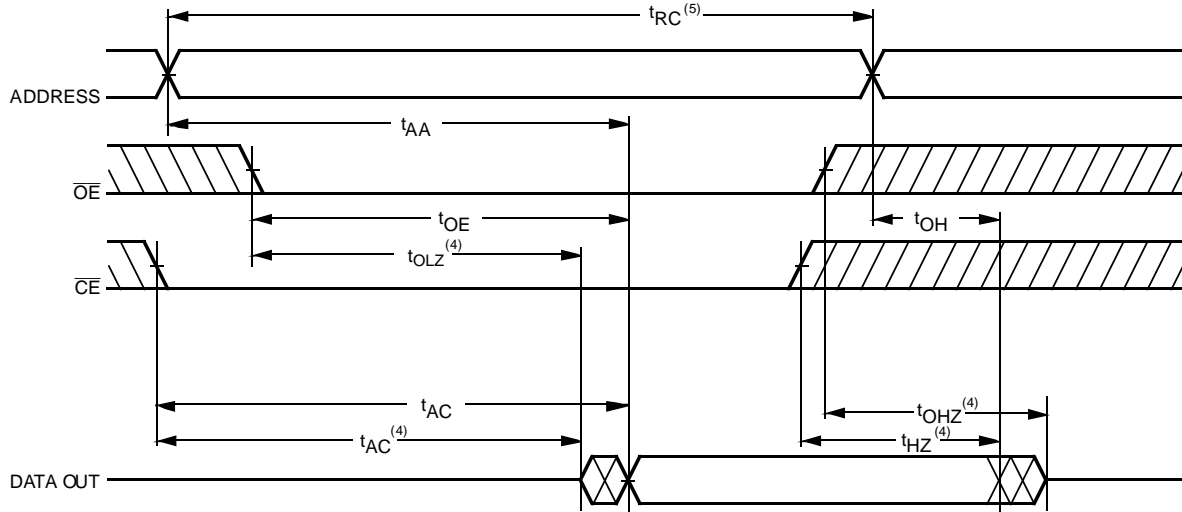 tRC(5)
ADDRESS
tAA
OE
tOE
tOH
tOLZ(4)
CE
tAC
tOHZ(4)
tAC(4)
tHZ(4)
DATA OUT